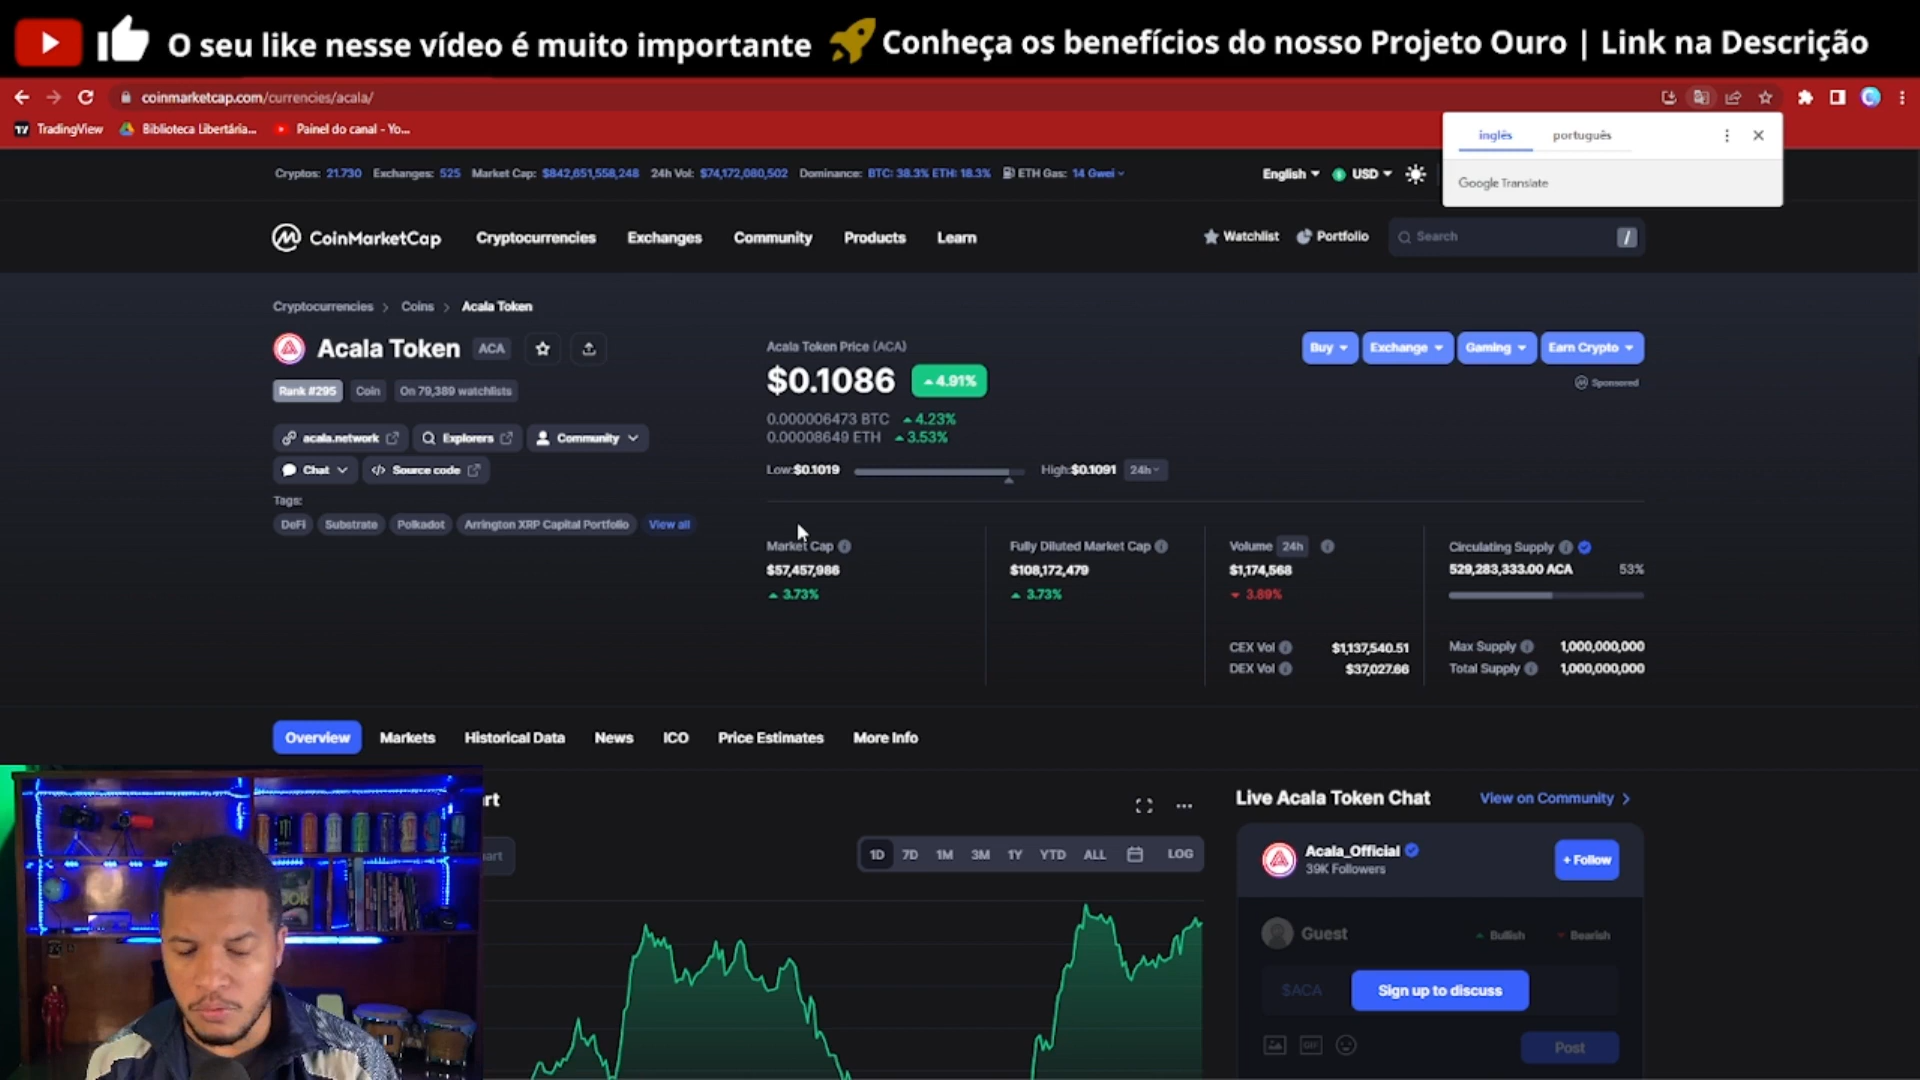 O seu like nesse vídeo é muito importante
Conheça os benefícios do nosso Projeto Ouro | Link na Descrição
coinmarketcap.com/currencies/acala/
TradingView
Biblioteca Libertária...
Painel do canal - Yo...
inglês português
Google Translate
Cryptos: 21.730 Exchanges: 525 Market Cap: $842,651,558,248 24h Vol: $74,172,080,502 Dominance: BTC: 38.3% ETH: 18.3% ETH Gas: 14 Gwei
English USD
CoinMarketCap Cryptocurrencies Exchanges Community Products Learn
Watchlist Portfolio Search /
Cryptocurrencies > Coins > Acala Token
Acala Token ACA
Rank #295 Coin On 79,389 watchlists
acala.network Explorers Community
Chat </> Source code
Tags:
DeFi Substrate Polkadot Arrington XRP Capital Portfolio View all
Acala Token Price (ACA)
$0.1086 4.91%
0.000006473 BTC 4.23%
0.00008649 ETH 3.53%
Low:$0.1019 High:$0.1091 24h
Buy Exchange Gaming Earn Crypto
Sponsored
Market Cap
$57,457,986
3.73%
Fully Diluted Market Cap
$108,172,479
3.73%
Volume 24h
$1,174,568
3.89%
CEX Vol $1,137,540.51
DEX Vol $37,027.66
Circulating Supply
529,283,333.00 ACA 53%
Max Supply 1,000,000,000
Total Supply 1,000,000,000
Overview Markets Historical Data News ICO Price Estimates More Info
rt
art
1D 7D 1M 3M 1Y YTD ALL LOG
Live Acala Token Chat View on Community >
Acala_Official
39K Followers
+ Follow
Guest Bullish Bearish
$ACA Sign up to discuss
GIF Post